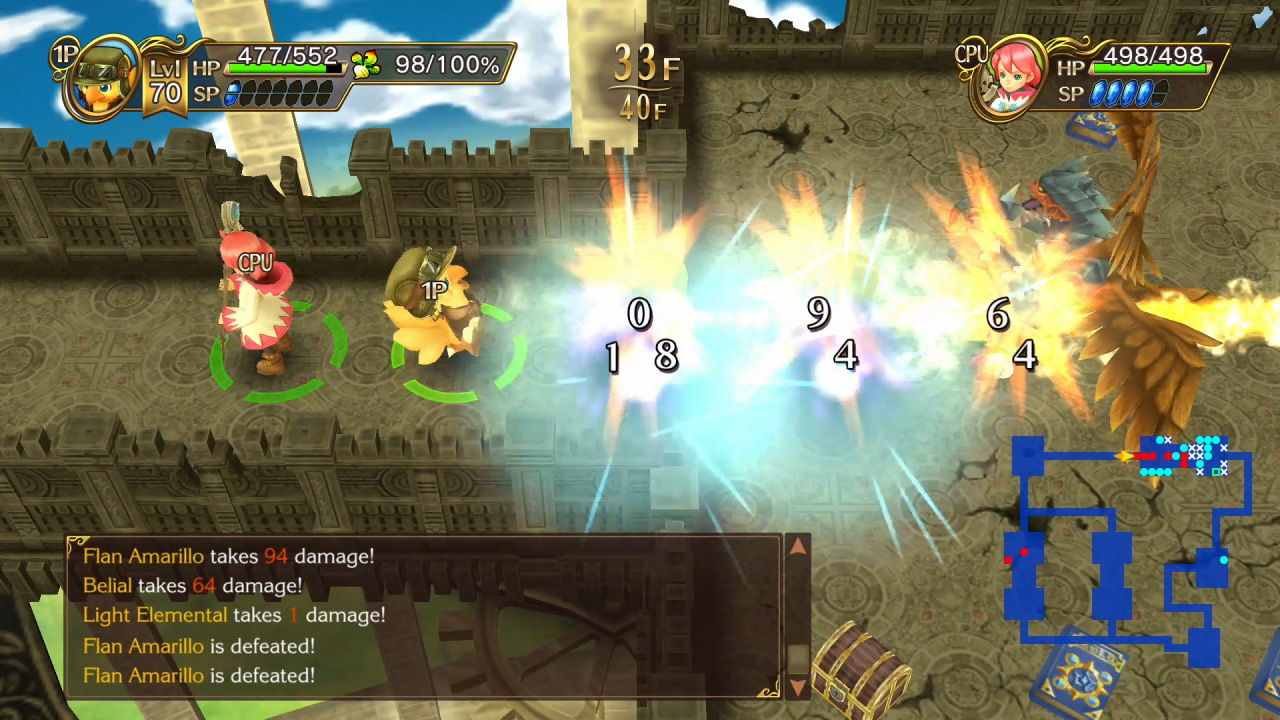 1P
Lvl
70
HP 477/552
98/100%
SP
33F
40F
CPU
HP 498/498
SP
CPU
1P
0 9 6
1 8 4 4
Flan Amarillo takes 94 damage!
Belial takes 64 damage!
Light Elemental takes 1 damage!
Flan Amarillo is defeated!
Flan Amarillo is defeated!